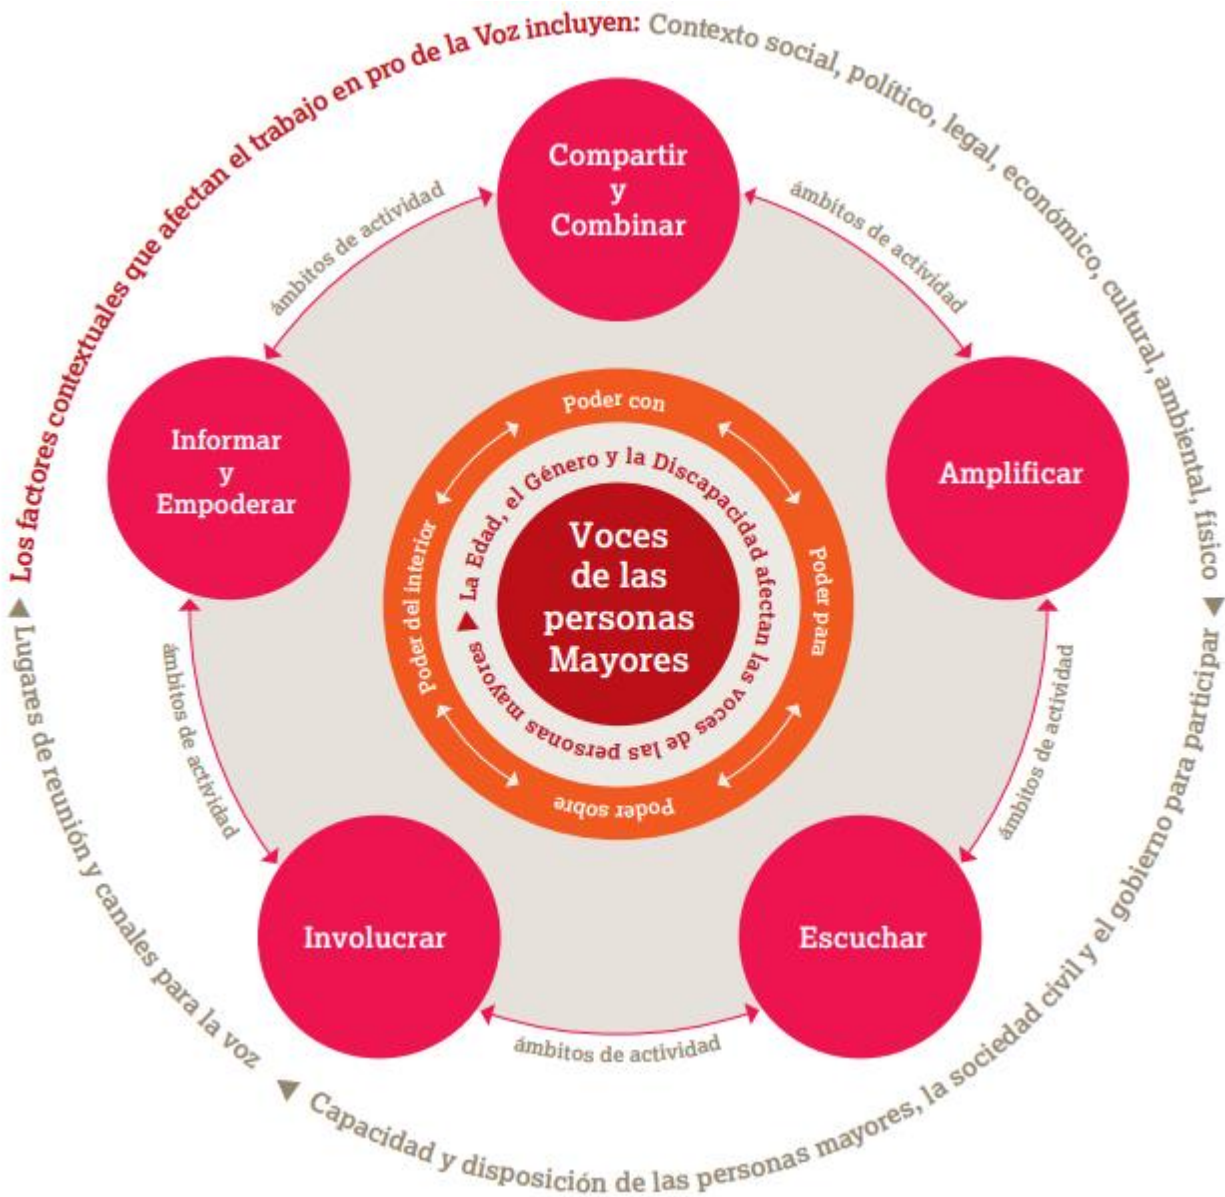 Los factores contextuales que afectan el trabajo en pro de la Voz incluyen: Contexto social, político, legal, económico, cultural, ambiental, físico
Capacidad y disposición de las personas mayores, la sociedad civil y el gobierno para participar
Lugares de reunión y canales para la voz
Compartir
y
Combinar
ámbitos de actividad
Amplificar
ámbitos de actividad
Escuchar
ámbitos de actividad
Involucrar
ámbitos de actividad
Informar
y
Empoderar
ámbitos de actividad
Poder con
Poder para
Poder sobre
Poder del interior
La Edad, el Género y la Discapacidad afectan las voces de las personas mayores
Voces
de las
personas
Mayores